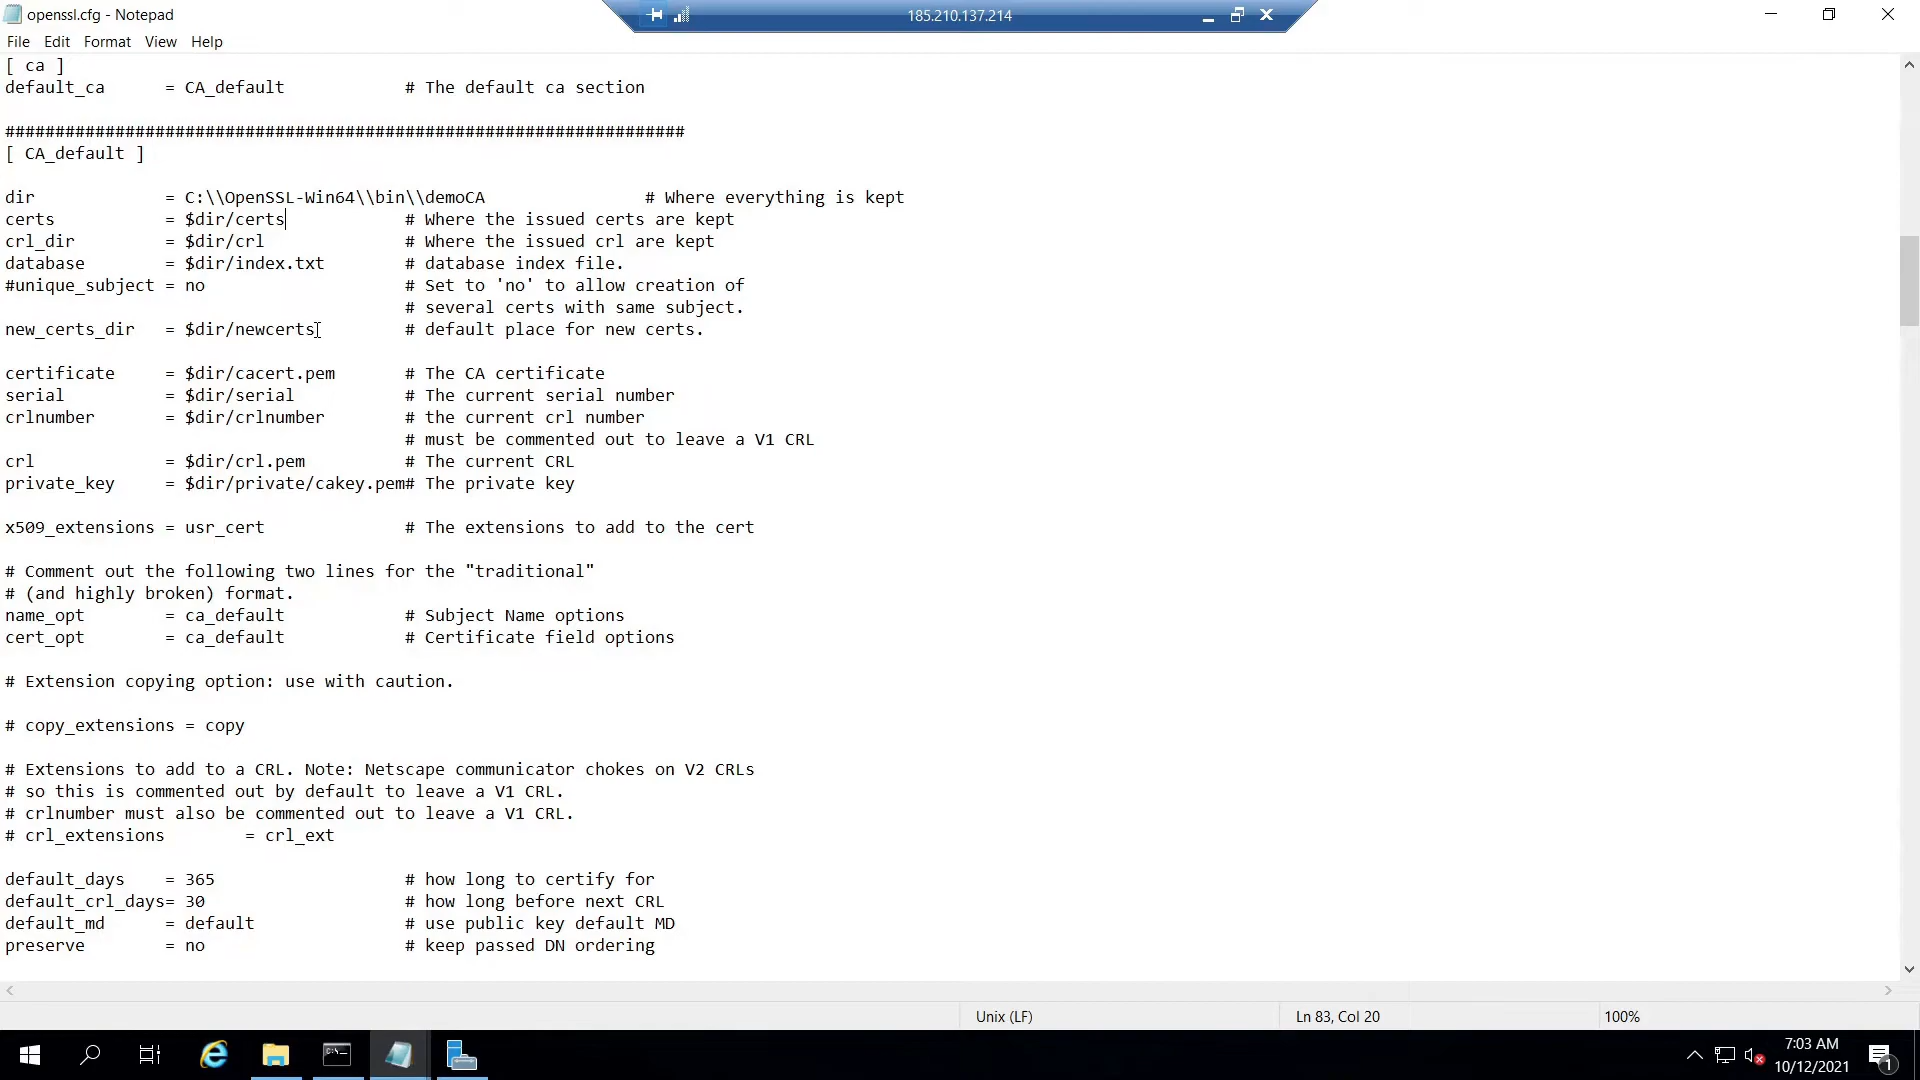 openssl.cfg - Notepad
185.210.137.214
File Edit Format View Help
[ ca ]
default_ca = CA_default # The default ca section
####################################################################
[ CA_default ]
dir = C:\\OpenSSL-Win64\\bin\\demoCA # Where everything is kept
certs = $dir/certs # Where the issued certs are kept
crl_dir = $dir/crl # Where the issued crl are kept
database = $dir/index.txt # database index file.
#unique_subject = no # Set to 'no' to allow creation of
# several certs with same subject.
new_certs_dir = $dir/newcerts # default place for new certs.
certificate = $dir/cacert.pem # The CA certificate
serial = $dir/serial # The current serial number
crlnumber = $dir/crlnumber # the current crl number
# must be commented out to leave a V1 CRL
crl = $dir/crl.pem # The current CRL
private_key = $dir/private/cakey.pem# The private key
x509_extensions = usr_cert # The extensions to add to the cert
# Comment out the following two lines for the "traditional"
# (and highly broken) format.
name_opt = ca_default # Subject Name options
cert_opt = ca_default # Certificate field options
# Extension copying option: use with caution.
# copy_extensions = copy
# Extensions to add to a CRL. Note: Netscape communicator chokes on V2 CRLs
# so this is commented out by default to leave a V1 CRL.
# crlnumber must also be commented out to leave a V1 CRL.
# crl_extensions = crl_ext
default_days = 365 # how long to certify for
default_crl_days= 30 # how long before next CRL
default_md = default # use public key default MD
preserve = no # keep passed DN ordering
Unix (LF) Ln 83, Col 20 100%
7:03 AM
10/12/2021
1